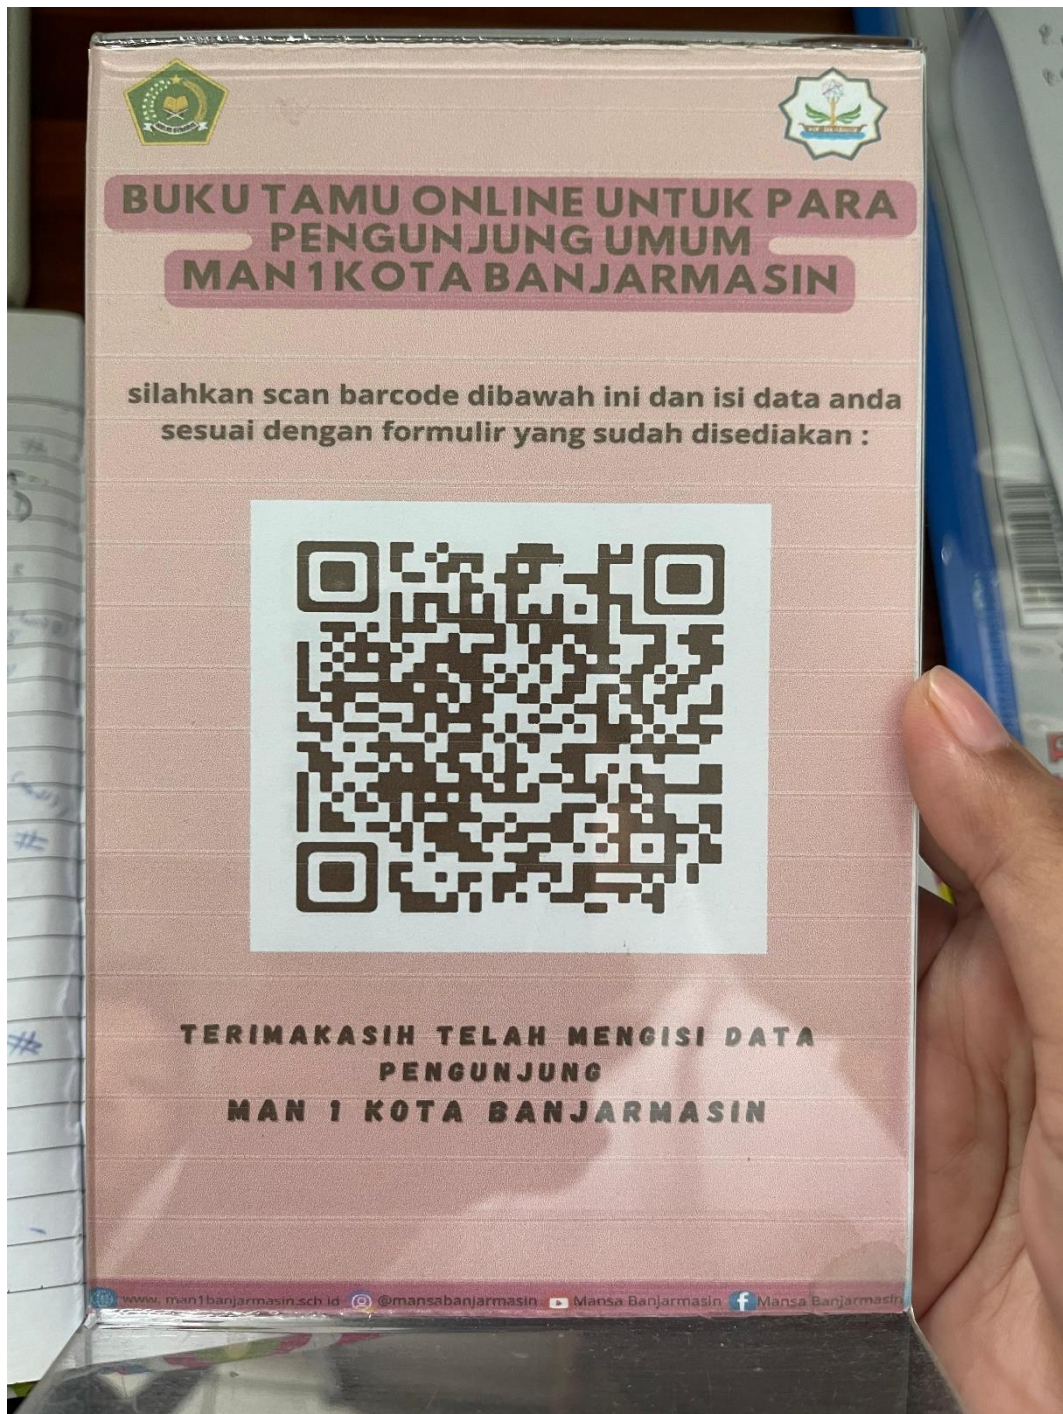 BUKU TAMU ONLINE UNTUK PARA
PENGUNJUNG UMUM
MAN 1 KOTA BANJARMASIN
silahkan scan barcode dibawah ini dan isi data anda
sesuai dengan formulir yang sudah disediakan :
TERIMAKASIH TELAH MENGISI DATA
PENGUNJUNG
MAN 1 KOTA BANJARMASIN
www. man1banjarmasin.sch.id @mansabanjarmasin Mansa Banjarmasin Mansa Banjarmasin